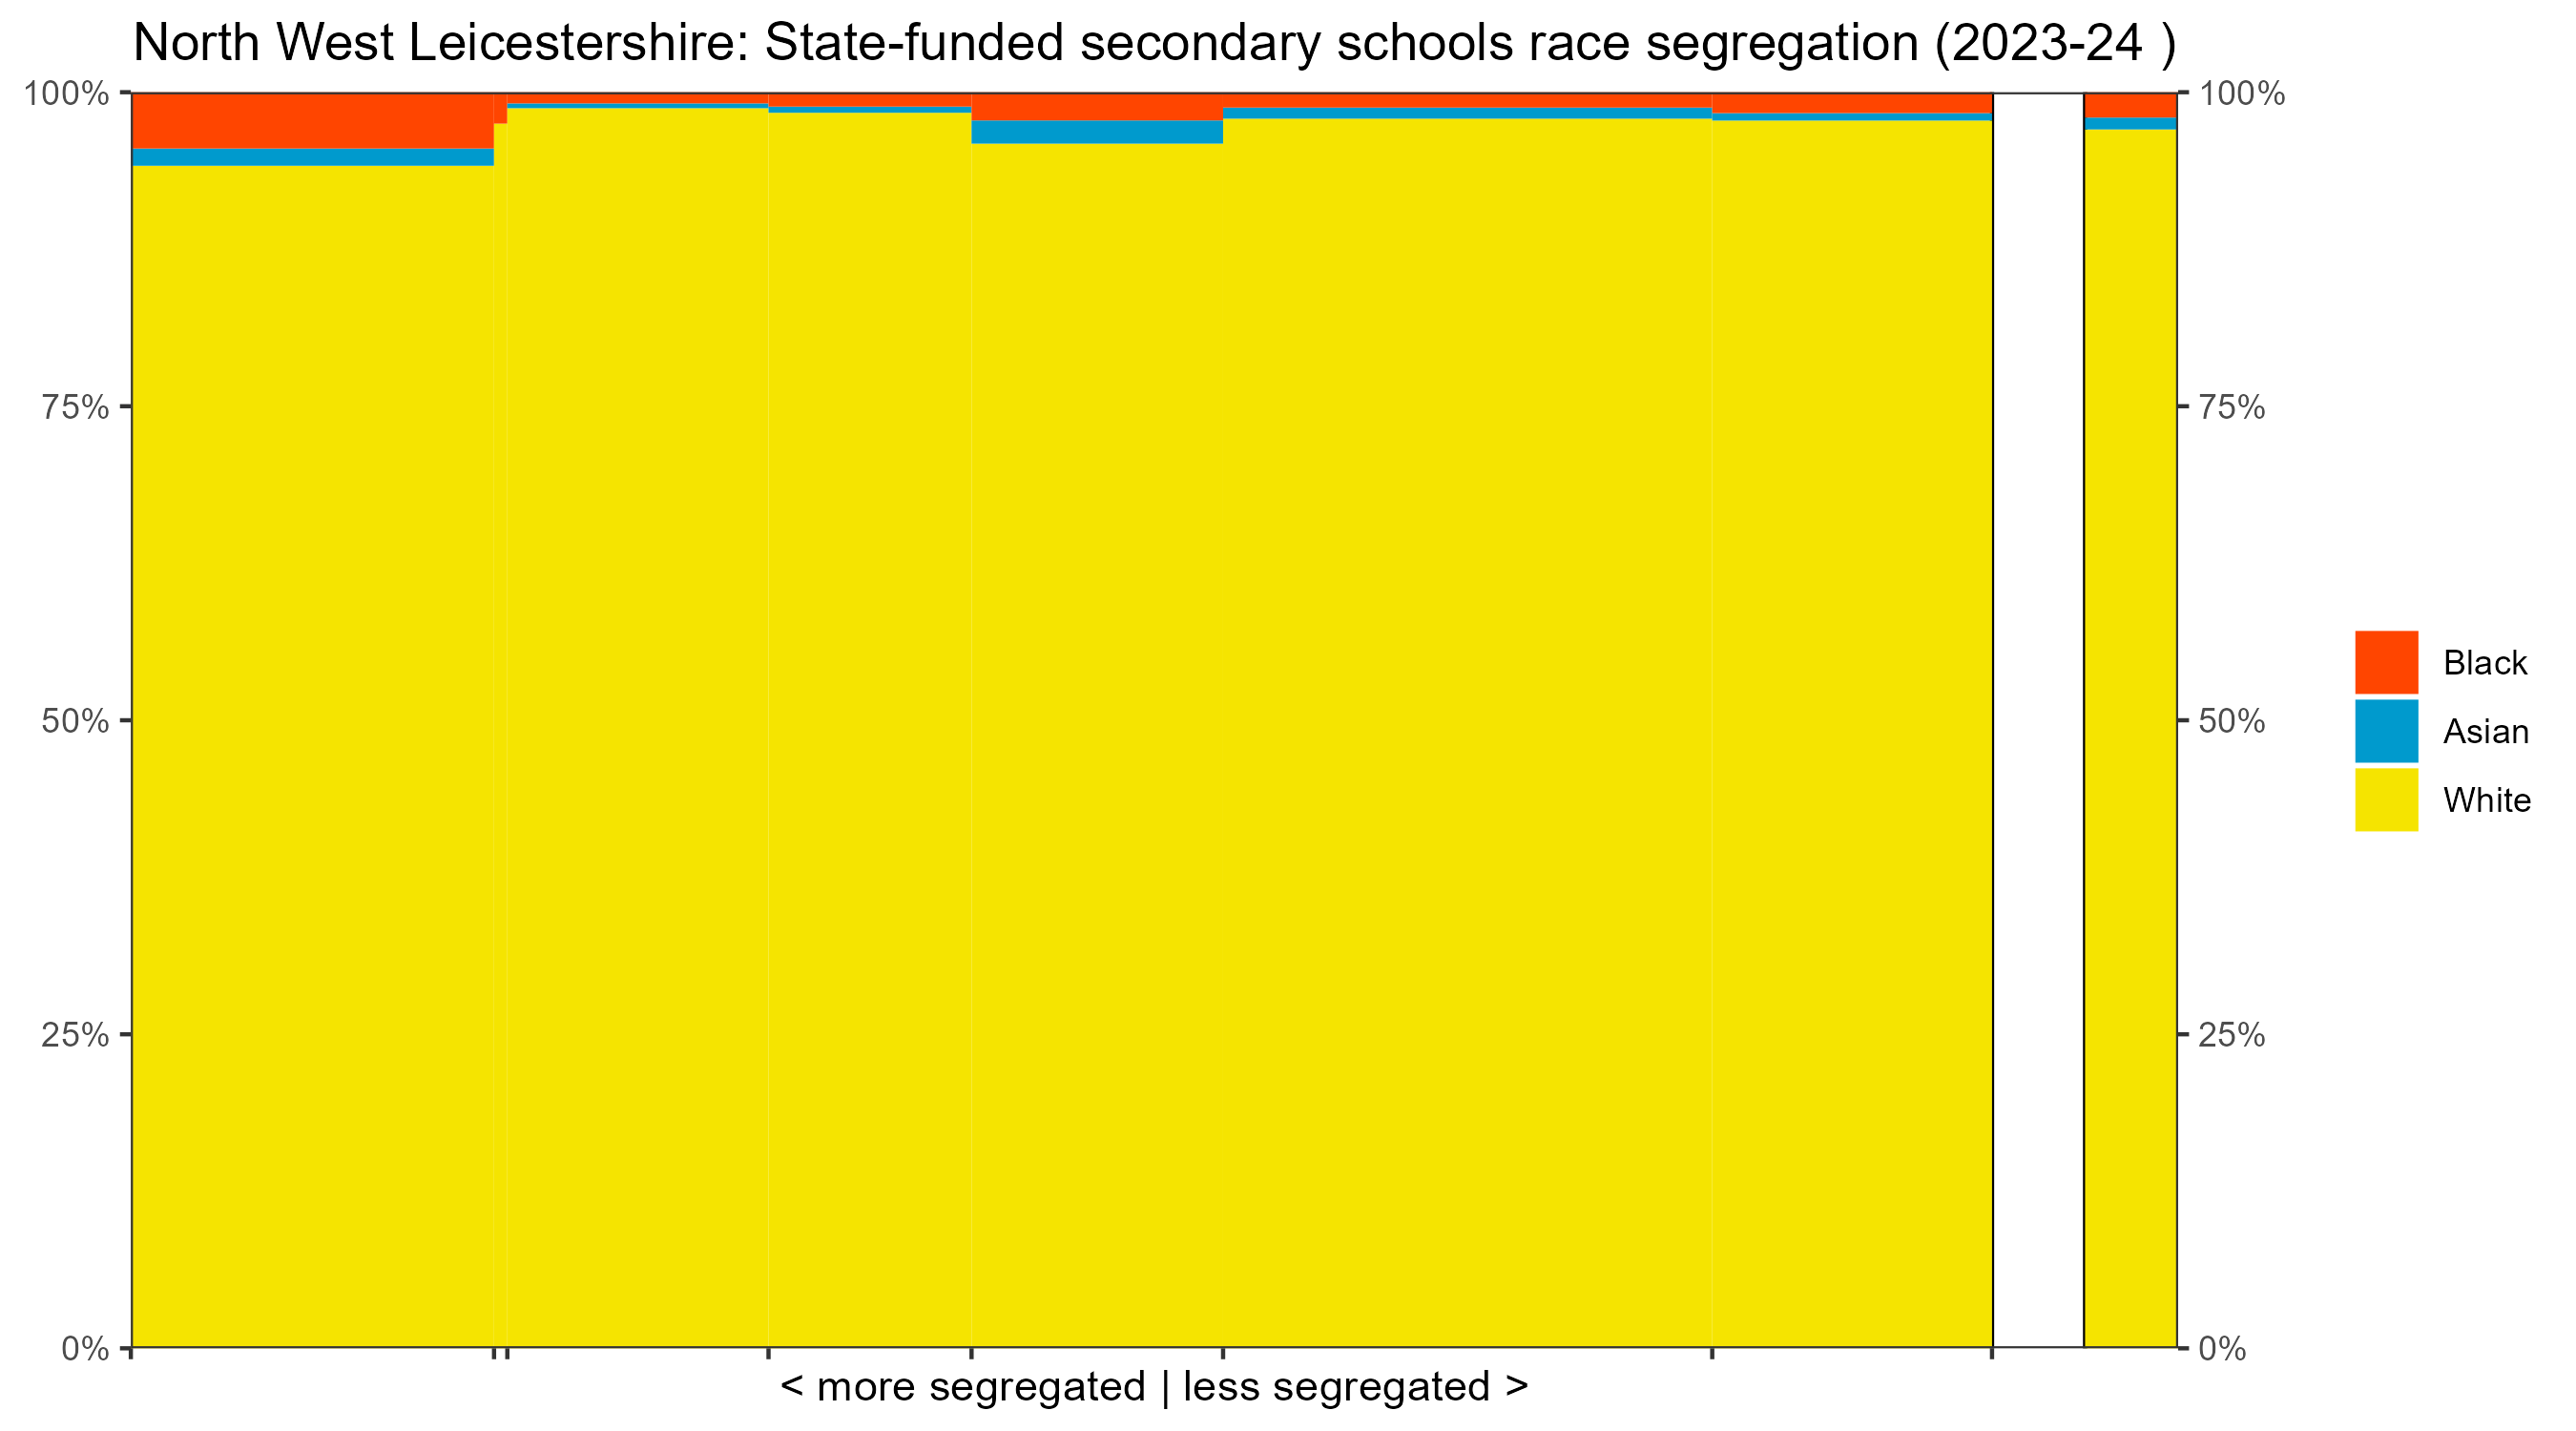 North West Leicestershire: State-funded secondary schools race segregation (2023-24 )
100%
75%
50%
25%
0%
100%
75%
50%
25%
0%
Black
Asian
White
< more segregated | less segregated >